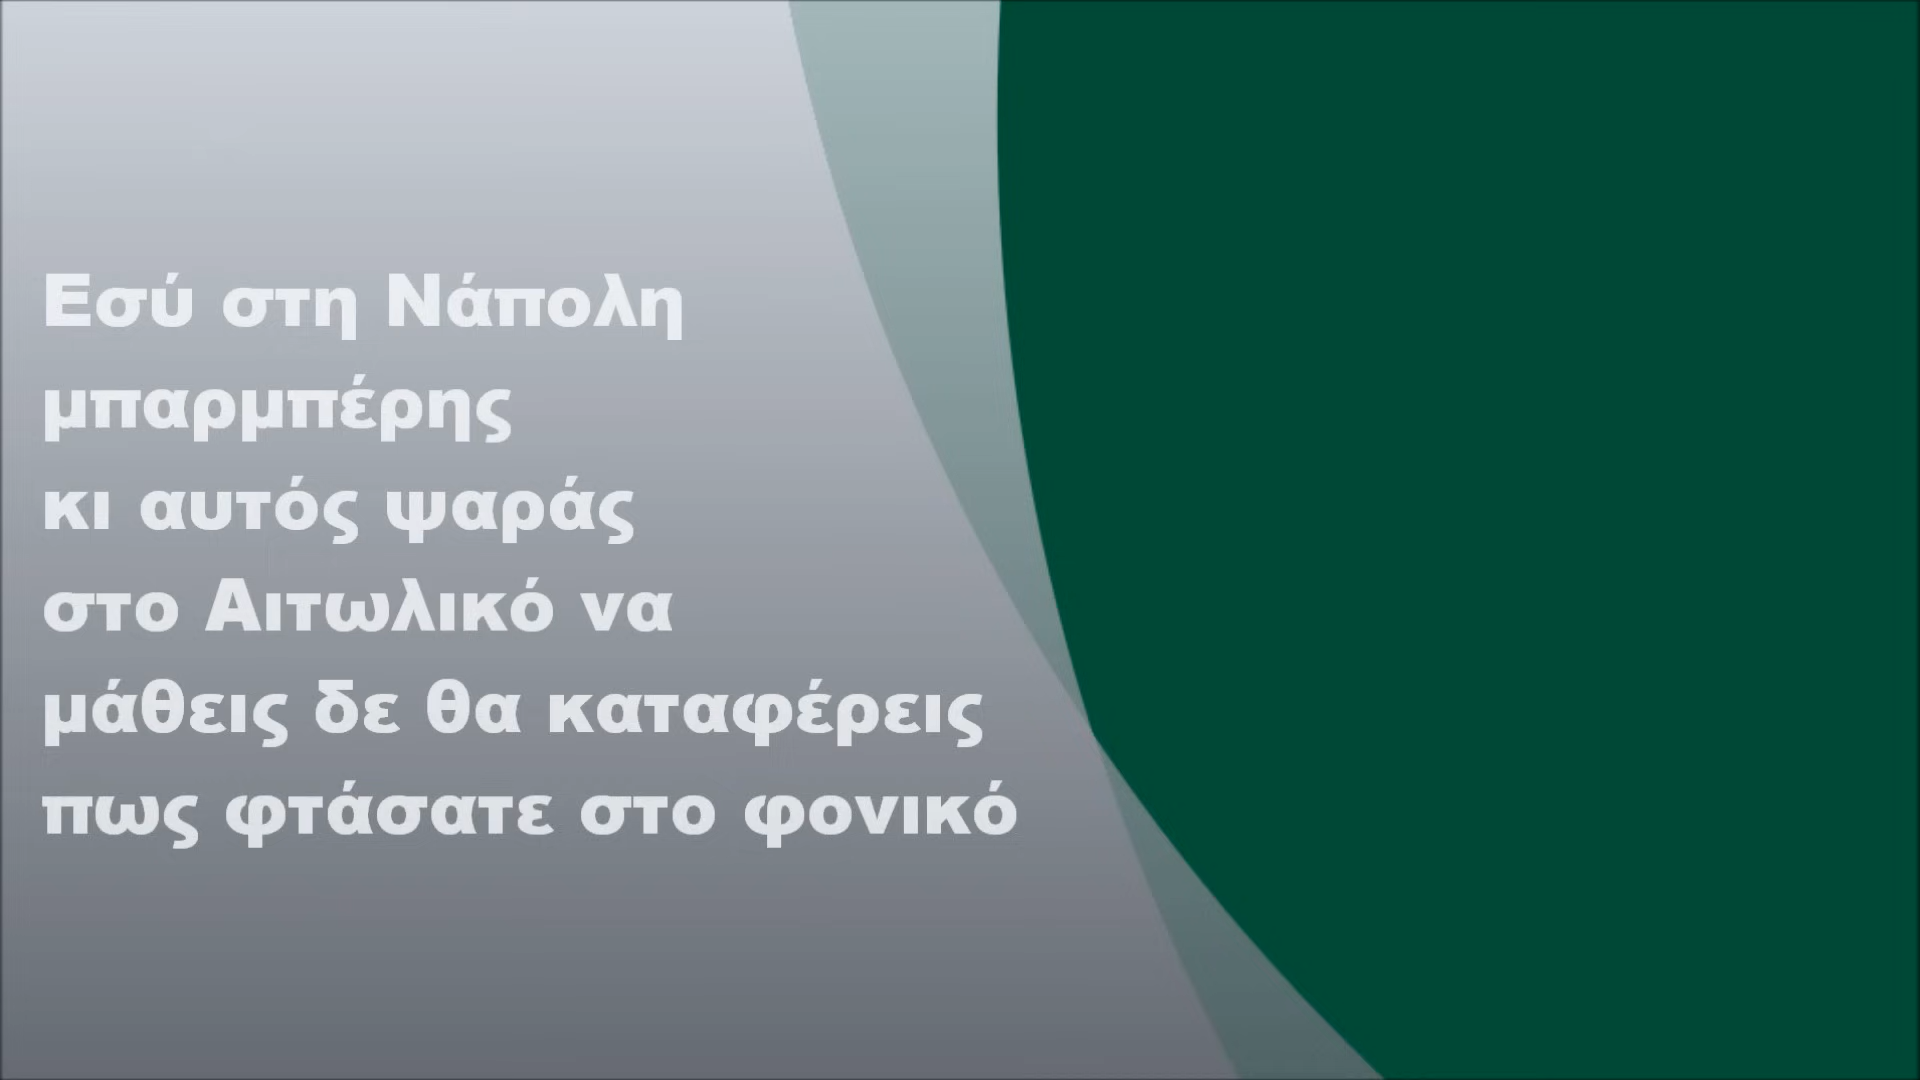 Εσύ στη Νάπολη
μπαρμπέρης
κι αυτός ψαράς
στο Αιτωλικό να
μάθεις δε θα καταφέρεις
πως φτάσατε στο φονικό